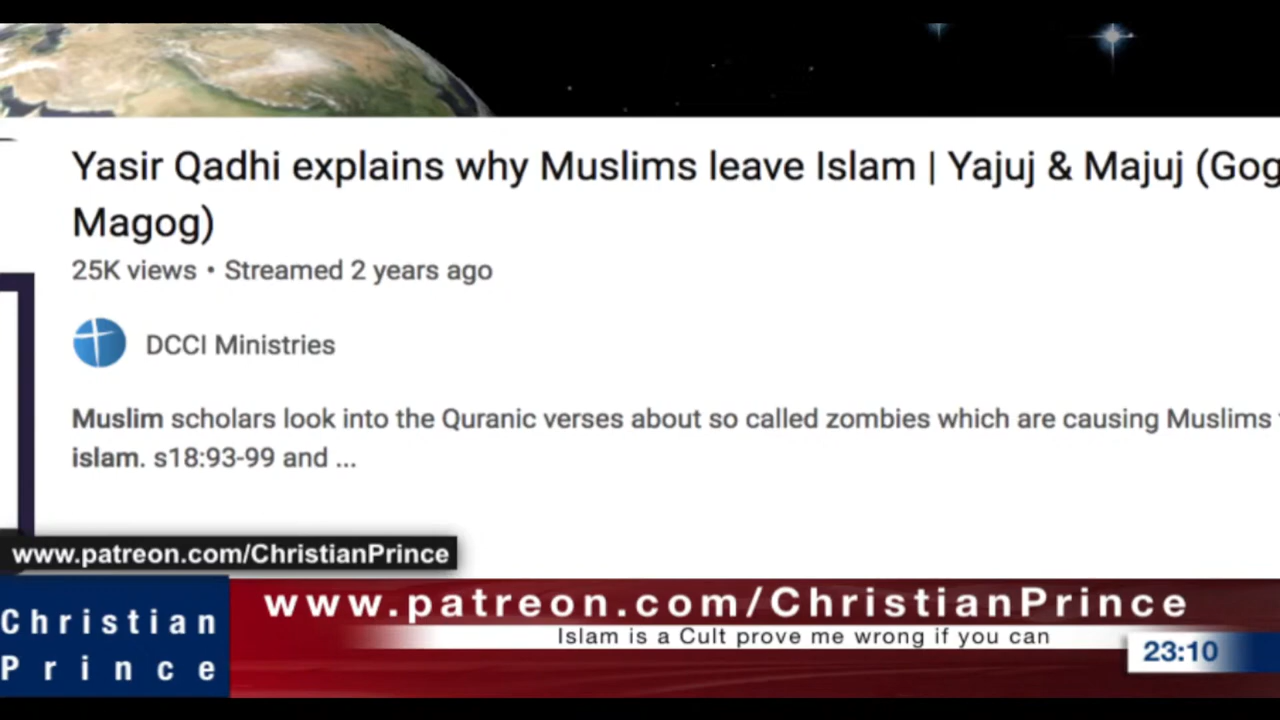 Yasir Qadhi explains why Muslims leave Islam | Yajuj & Majuj (Gog
Magog)
25K views • Streamed 2 years ago
DCCI Ministries
Muslim scholars look into the Quranic verses about so called zombies which are causing Muslims
islam. s18:93-99 and ...
www.patreon.com/ChristianPrince
Christian
Prince
www.patreon.com/ChristianPrince
Islam is a Cult prove me wrong if you can
23:10